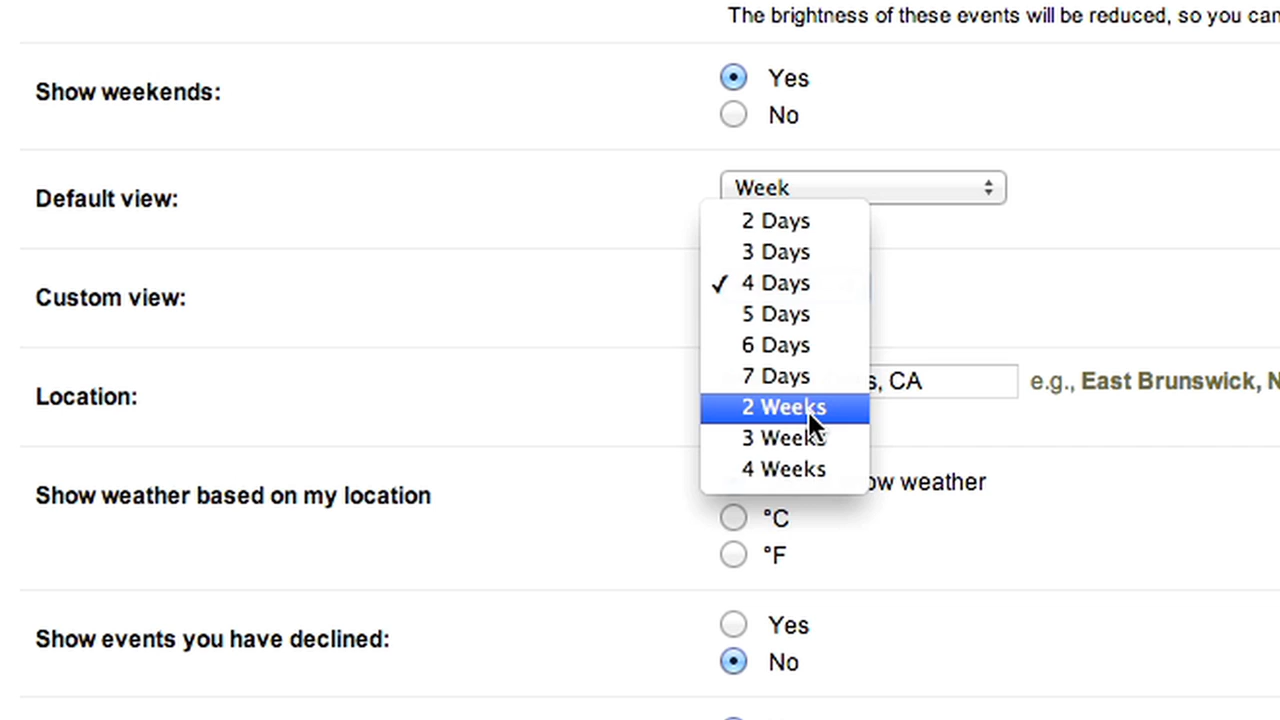 The brightness of these events will be reduced, so you can
Show weekends:
Yes
No
Default view:
Week
Custom view:
2 Days
3 Days
4 Days
5 Days
6 Days
7 Days
2 Weeks
3 Weeks
4 Weeks
Location:
s, CA
e.g., East Brunswick, N
Show weather based on my location
ow weather
°C
°F
Show events you have declined:
Yes
No